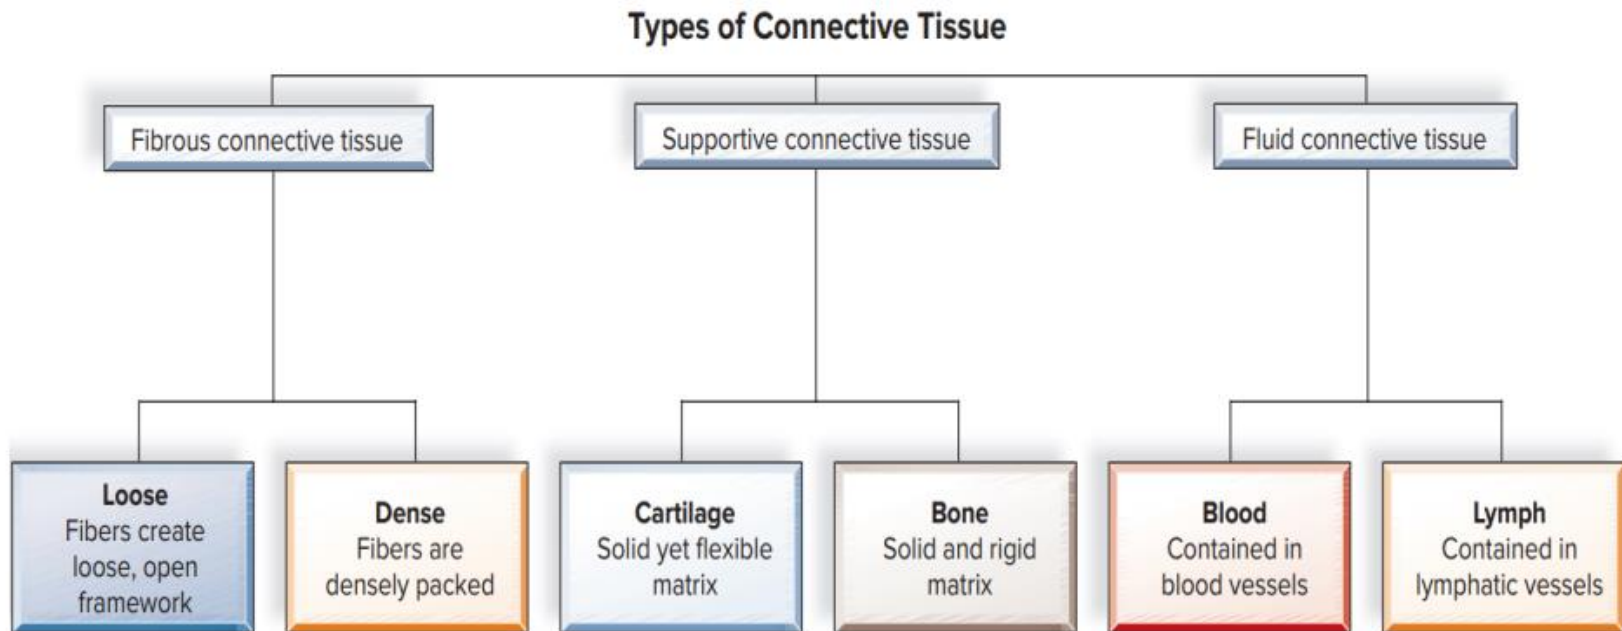 Types of Connective Tissue
Fibrous connective tissue
Supportive connective tissue
Fluid connective tissue
Loose
Fibers create
loose, open
framework
Dense
Fibers are
densely packed
Cartilage
Solid yet flexible
matrix
Bone
Solid and rigid
matrix
Blood
Contained in
blood vessels
Lymph
Contained in
lymphatic vessels